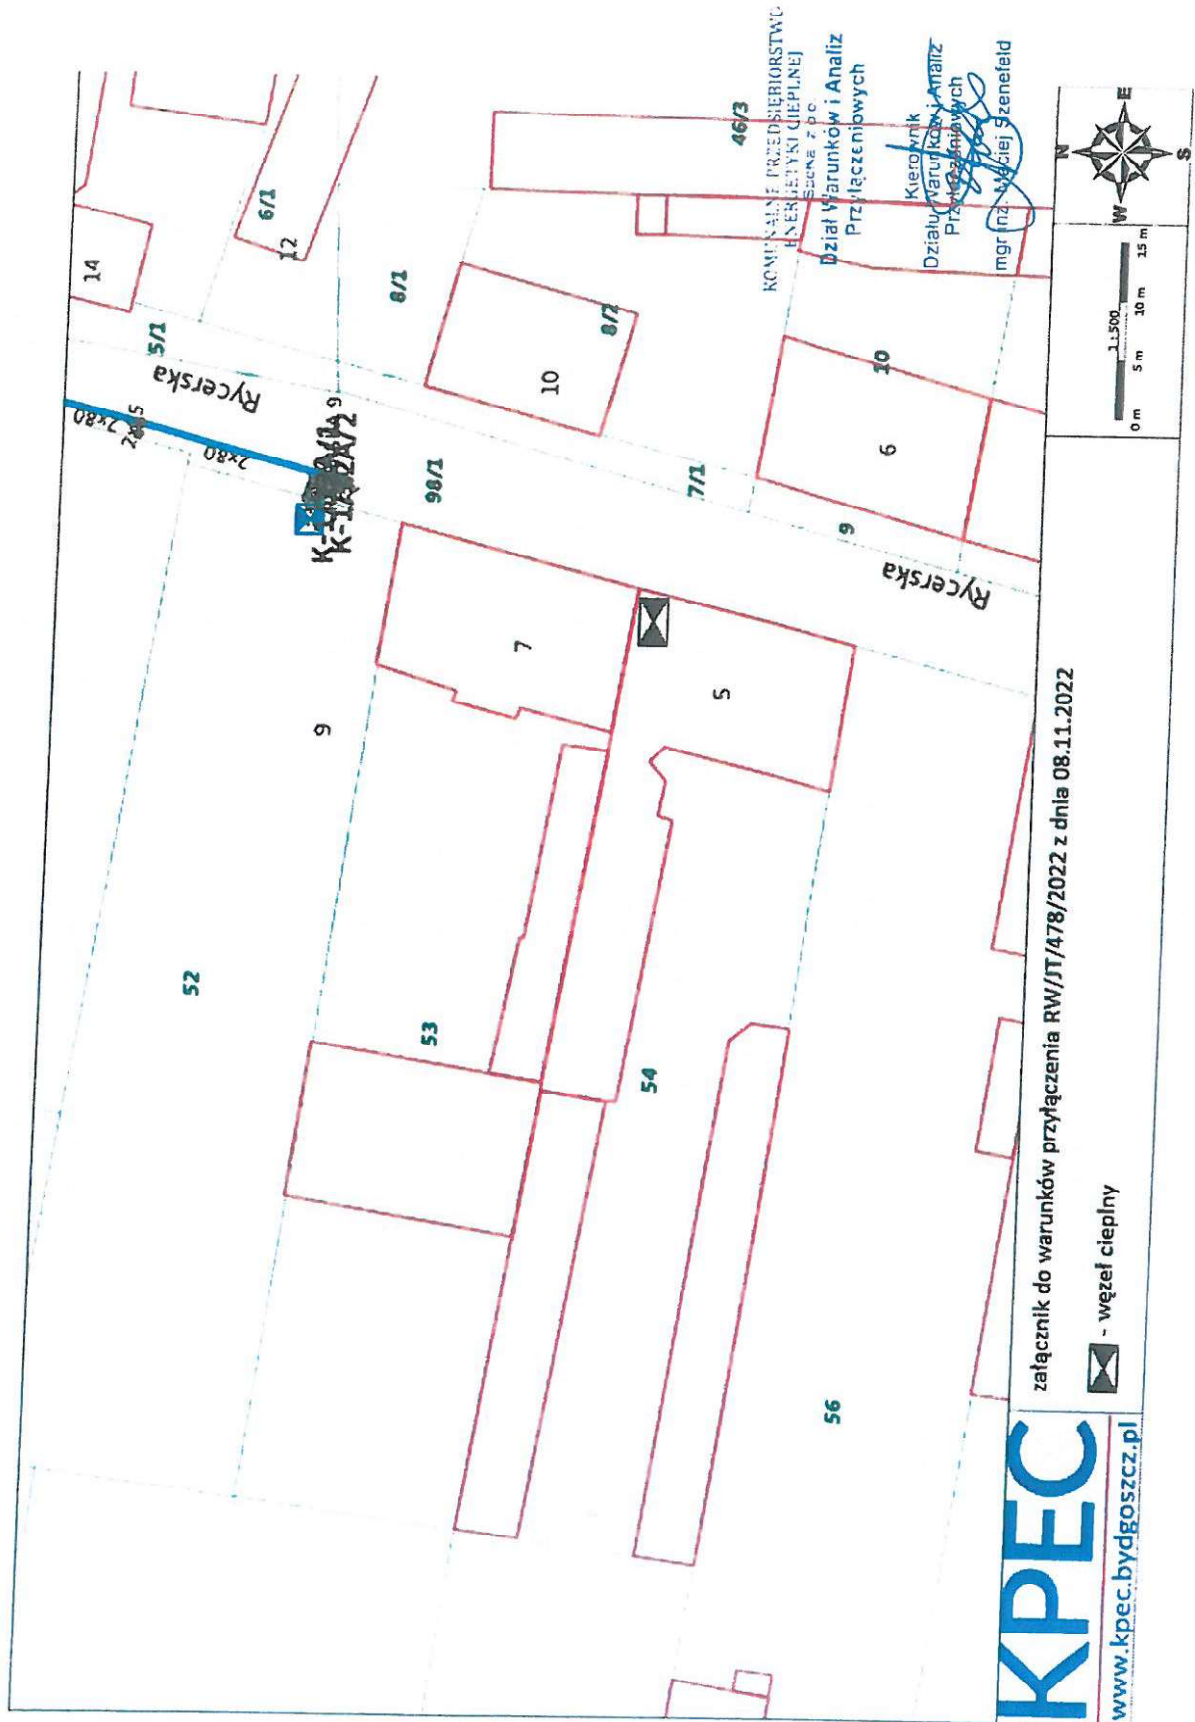 14
12
6/1
5/1
Rycerska
2x80
2x80
8/1
9
98/1
10
8/2
46/3
7/1
9
6
10
Rycerska
52
9
7
5
53
54
56
KOMUNALNE PRZEDSIĘBIORSTWO
ENERGETYKI CIEPLNEJ
Dział Warunków i Analiz
Przyłączeniowych
Kierownik
Działu Warunków i Analiz
Przyłączeniowych
mgr inż. Maciej Szenefeld
KPEC
www.kpec.bydgoszcz.pl
załącznik do warunków przyłączenia RW/JT/478/2022 z dnia 08.11.2022
- węzeł cieplny
1:500
0 m 5 m 10 m 15 m
N
W E
S